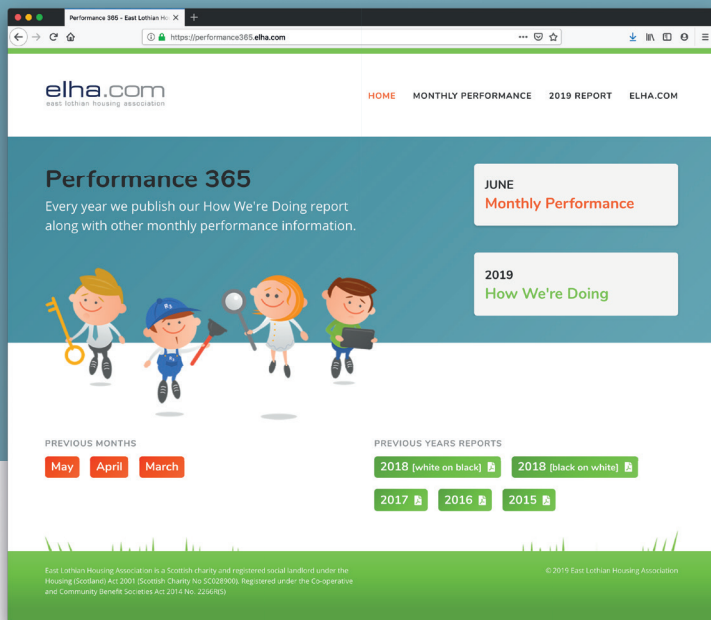 Performance 365 - East Lothian Ho
https://performance365.elha.com
elha.com
east lothian housing association
HOME MONTHLY PERFORMANCE 2019 REPORT ELHA.COM
Performance 365
Every year we publish our How We're Doing report
along with other monthly performance information.
JUNE
Monthly Performance
2019
How We're Doing
PREVIOUS MONTHS
May April March
PREVIOUS YEARS REPORTS
2018 [white on black] 2018 [black on white]
2017 2016 2015
East Lothian Housing Association is a Scottish charity and registered social landlord under the
Housing (Scotland) Act 2001 (Scottish Charity No SC028900). Registered under the Co-operative
and Community Benefit Societies Act 2014 No. 2266R(S)
© 2019 East Lothian Housing Association